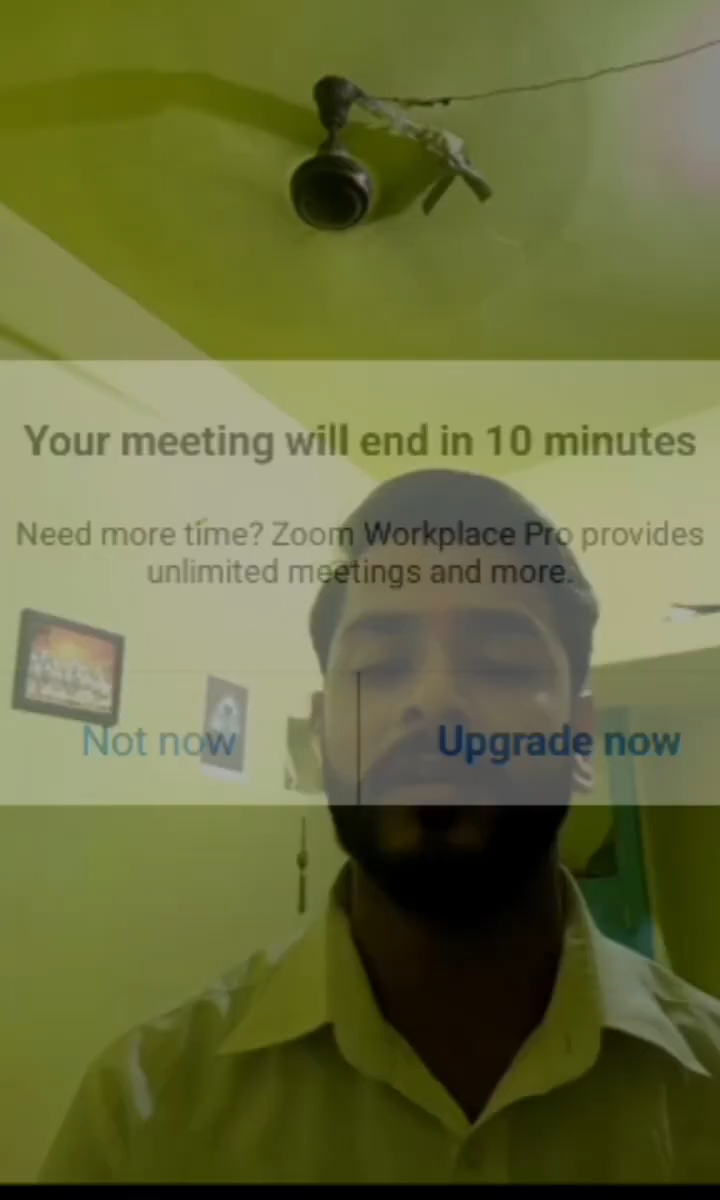 Your meeting will end in 10 minutes
Need more time? Zoom Workplace Pro provides
unlimited meetings and more.
Not now
Upgrade now